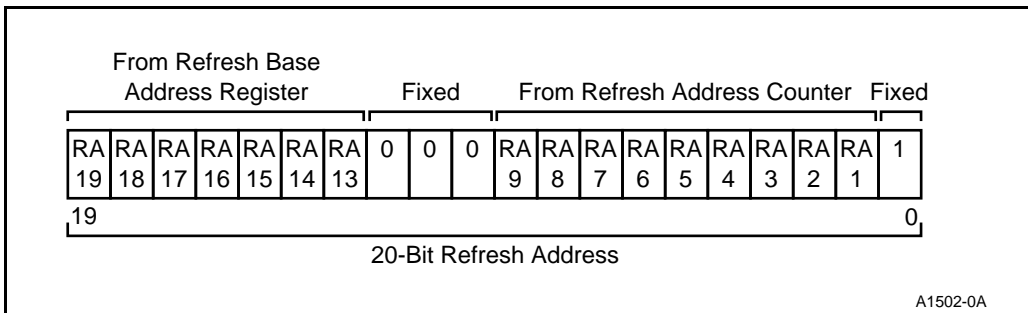 From Refresh Base
Address Register Fixed From Refresh Address Counter Fixed
RA RA RA RA RA RA RA 0 0 0 RA RA RA RA RA RA RA RA RA 1
19 18 17 16 15 14 13 9 8 7 6 5 4 3 2 1
19 0
20-Bit Refresh Address
A1502-0A